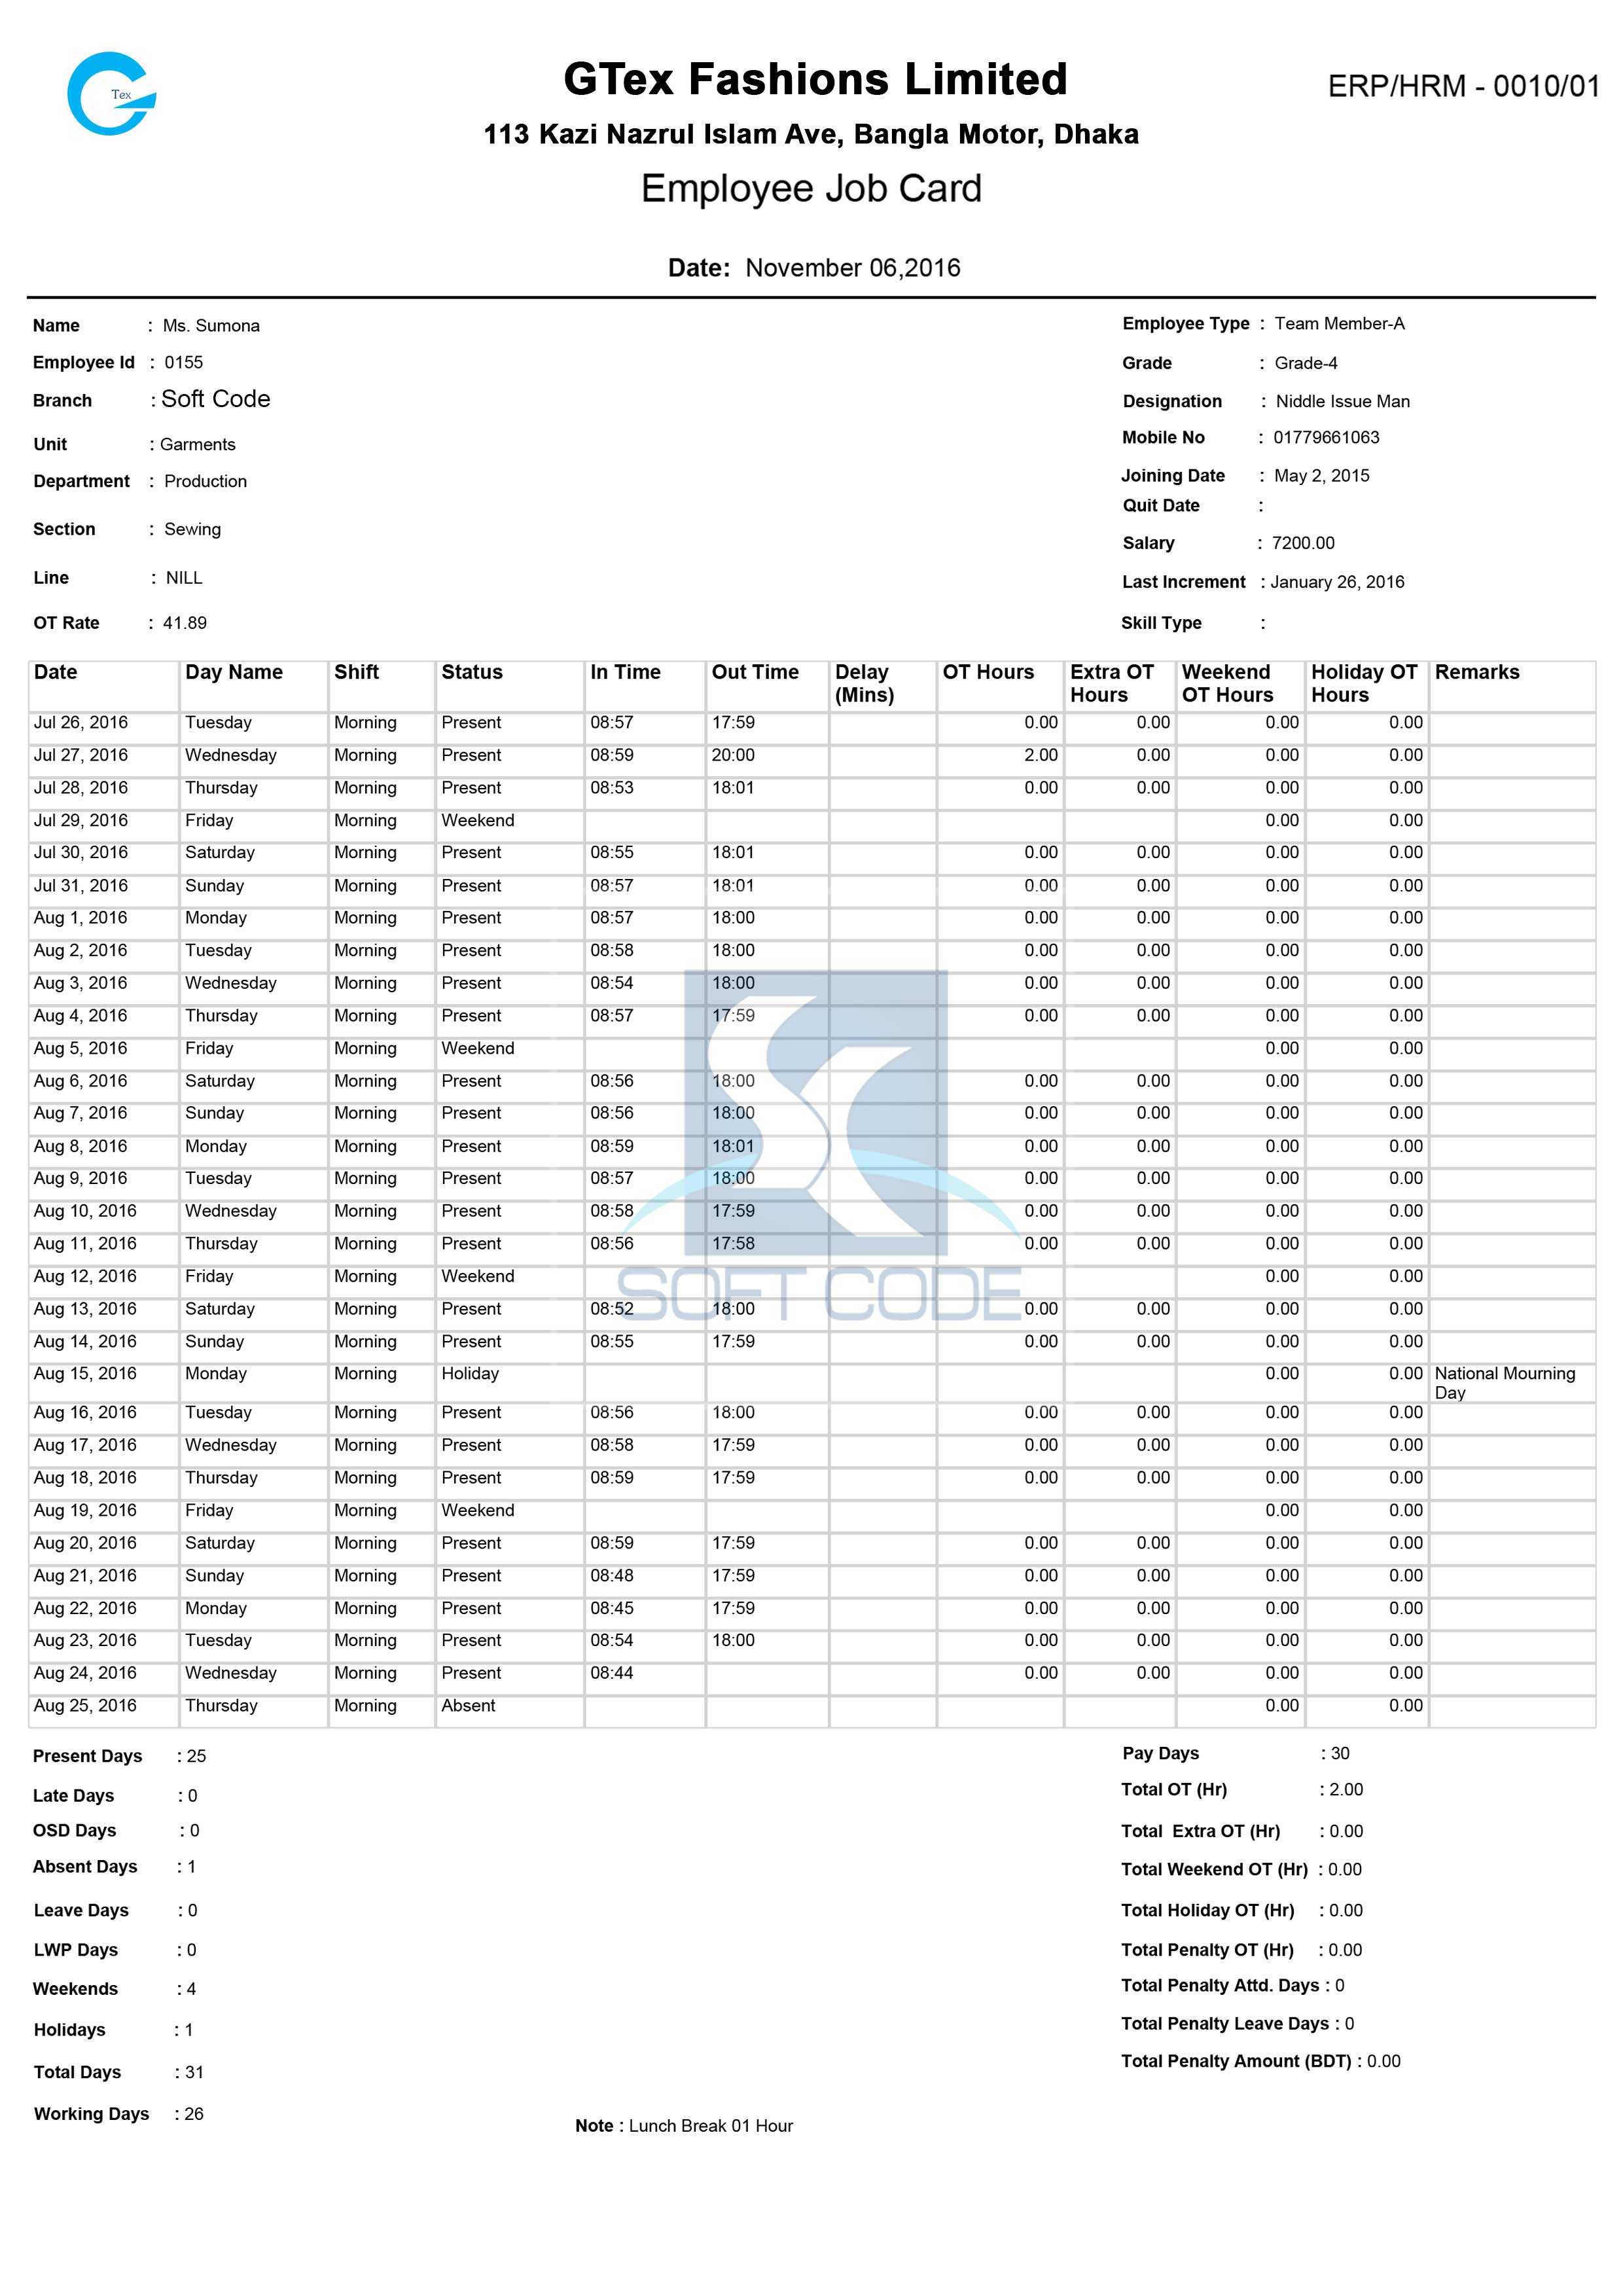 Tex
GTex Fashions Limited
ERP/HRM - 0010/01
113 Kazi Nazrul Islam Ave, Bangla Motor, Dhaka
Employee Job Card
Date: November 06,2016
Name : Ms. Sumona
Employee Type : Team Member-A
Employee Id : 0155
Grade : Grade-4
Branch : Soft Code
Designation : Niddle Issue Man
Unit : Garments
Mobile No : 01779661063
Department : Production
Joining Date : May 2, 2015
Quit Date :
Section : Sewing
Salary : 7200.00
Line : NILL
Last Increment : January 26, 2016
OT Rate : 41.89
Skill Type :
Date Day Name Shift Status In Time Out Time Delay (Mins) OT Hours Extra OT Hours Weekend OT Hours Holiday OT Hours Remarks
Jul 26, 2016 Tuesday Morning Present 08:57 17:59 0.00 0.00 0.00 0.00
Jul 27, 2016 Wednesday Morning Present 08:59 20:00 2.00 0.00 0.00 0.00
Jul 28, 2016 Thursday Morning Present 08:53 18:01 0.00 0.00 0.00 0.00
Jul 29, 2016 Friday Morning Weekend 0.00 0.00
Jul 30, 2016 Saturday Morning Present 08:55 18:01 0.00 0.00 0.00 0.00
Jul 31, 2016 Sunday Morning Present 08:57 18:01 0.00 0.00 0.00 0.00
Aug 1, 2016 Monday Morning Present 08:57 18:00 0.00 0.00 0.00 0.00
Aug 2, 2016 Tuesday Morning Present 08:58 18:00 0.00 0.00 0.00 0.00
Aug 3, 2016 Wednesday Morning Present 08:54 18:00 0.00 0.00 0.00 0.00
Aug 4, 2016 Thursday Morning Present 08:57 17:59 0.00 0.00 0.00 0.00
Aug 5, 2016 Friday Morning Weekend 0.00 0.00
Aug 6, 2016 Saturday Morning Present 08:56 18:00 0.00 0.00 0.00 0.00
Aug 7, 2016 Sunday Morning Present 08:56 18:00 0.00 0.00 0.00 0.00
Aug 8, 2016 Monday Morning Present 08:59 18:01 0.00 0.00 0.00 0.00
Aug 9, 2016 Tuesday Morning Present 08:57 18:00 0.00 0.00 0.00 0.00
Aug 10, 2016 Wednesday Morning Present 08:58 17:59 0.00 0.00 0.00 0.00
Aug 11, 2016 Thursday Morning Present 08:56 17:58 0.00 0.00 0.00 0.00
Aug 12, 2016 Friday Morning Weekend 0.00 0.00
SOFT CODE
Aug 13, 2016 Saturday Morning Present 08:52 18:00 0.00 0.00 0.00 0.00
Aug 14, 2016 Sunday Morning Present 08:55 17:59 0.00 0.00 0.00 0.00
Aug 15, 2016 Monday Morning Holiday 0.00 0.00 National Mourning Day
Aug 16, 2016 Tuesday Morning Present 08:56 18:00 0.00 0.00 0.00 0.00
Aug 17, 2016 Wednesday Morning Present 08:58 17:59 0.00 0.00 0.00 0.00
Aug 18, 2016 Thursday Morning Present 08:59 17:59 0.00 0.00 0.00 0.00
Aug 19, 2016 Friday Morning Weekend 0.00 0.00
Aug 20, 2016 Saturday Morning Present 08:59 17:59 0.00 0.00 0.00 0.00
Aug 21, 2016 Sunday Morning Present 08:48 17:59 0.00 0.00 0.00 0.00
Aug 22, 2016 Monday Morning Present 08:45 17:59 0.00 0.00 0.00 0.00
Aug 23, 2016 Tuesday Morning Present 08:54 18:00 0.00 0.00 0.00 0.00
Aug 24, 2016 Wednesday Morning Present 08:44 0.00 0.00 0.00 0.00
Aug 25, 2016 Thursday Morning Absent 0.00 0.00
Present Days : 25
Pay Days : 30
Late Days : 0
Total OT (Hr) : 2.00
OSD Days : 0
Total Extra OT (Hr) : 0.00
Absent Days : 1
Total Weekend OT (Hr) : 0.00
Leave Days : 0
Total Holiday OT (Hr) : 0.00
LWP Days : 0
Total Penalty OT (Hr) : 0.00
Weekends : 4
Total Penalty Attd. Days : 0
Holidays : 1
Total Penalty Leave Days : 0
Total Days : 31
Total Penalty Amount (BDT) : 0.00
Working Days : 26
Note : Lunch Break 01 Hour